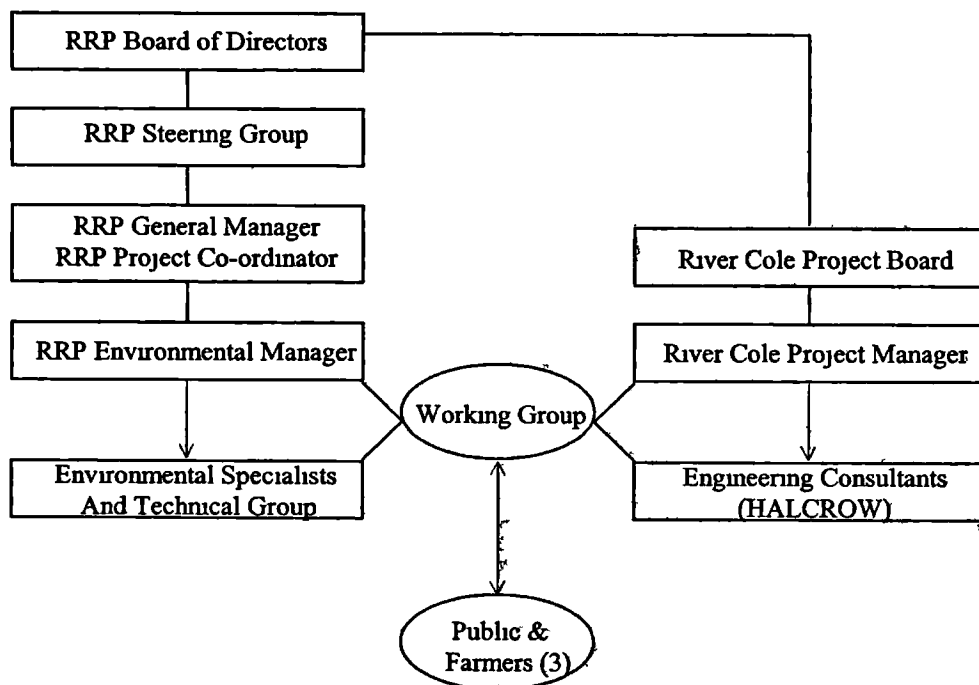 RRP Board of Directors
RRP Steering Group
RRP General Manager
RRP Project Co-ordinator
River Cole Project Board
RRP Environmental Manager
River Cole Project Manager
Working Group
Environmental Specialists
And Technical Group
Engineering Consultants
(HALCROW)
Public &
Farmers (3)